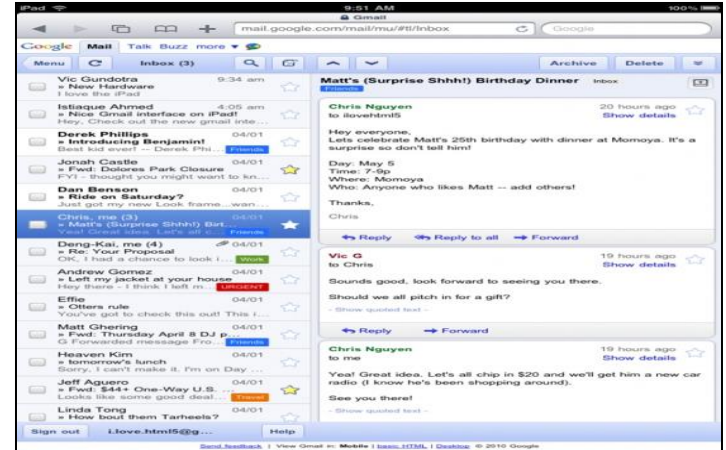 iPad
9:51 AM
100%
Gmail
mail.google.com/mail/mu/#tl/Inbox
Google
Google Mail Talk Buzz more ▼
Menu
Inbox (3)
Archive
Delete
Vic Gundotra 9:34 am
» New Hardware
I love the iPad
Istiaque Ahmed 4:05 am
» Nice Gmail interface on iPad!
Hey, Check out the new gmail inte...
Derek Phillips 04/01
» Introducing Benjamin!
Best kid ever! -- Derek Phi... Friends
Jonah Castle 04/01
» Fwd: Dolores Park Closure
FYI - thought you might want to kn...
Dan Benson 04/01
» Ride on Saturday?
Just got my new Look frame...wan...
Chris, me (3) 04/01
» Matt's (Surprise Shhh!) Birt...
Yea! Great idea. Let's all c... Friends
Deng-Kai, me (4) 04/01
» Re: Your Proposal
OK, I had a chance to look i... Work
Andrew Gomez 04/01
» Left my jacket at your house
Hey there - I think I left m... URGENT
Effie 04/01
» Otters rule
You've got to check this out! This i...
Matt Ghering 04/01
» Fwd: Thursday April 8 DJ p...
G Forwarded message Fro... Friends
Heaven Kim 04/01
» tomorrow's lunch
Sorry, I can't make it. I'm on Day ...
Jeff Aguero 04/01
» Fwd: $44+ One-Way U.S. ...
Looks like some good deal... Travel
Linda Tong 04/01
» How bout them Tarheels?
Sign out
i.love.html5@g...
Help
Matt's (Surprise Shhh!) Birthday Dinner Inbox
Friends
Chris Nguyen 20 hours ago
to ilovehtml5 Show details
Hey everyone,
Lets celebrate Matt's 25th birthday with dinner at Momoya. It's a
surprise so don't tell him!
Day: May 5
Time: 7-9p
Where: Momoya
Who: Anyone who likes Matt -- add others!
Thanks,
Chris
Reply Reply to all Forward
Vic G 19 hours ago
to Chris Show details
Sounds good, look forward to seeing you there.
Should we all pitch in for a gift?
- Show quoted text -
Reply Forward
Chris Nguyen 19 hours ago
to me Show details
Yea! Great idea. Let's all chip in $20 and we'll get him a new car
radio (I know he's been shopping around).
See you there!
- Show quoted text -
Send feedback | View Gmail in: Mobile | basic HTML | Desktop © 2010 Google